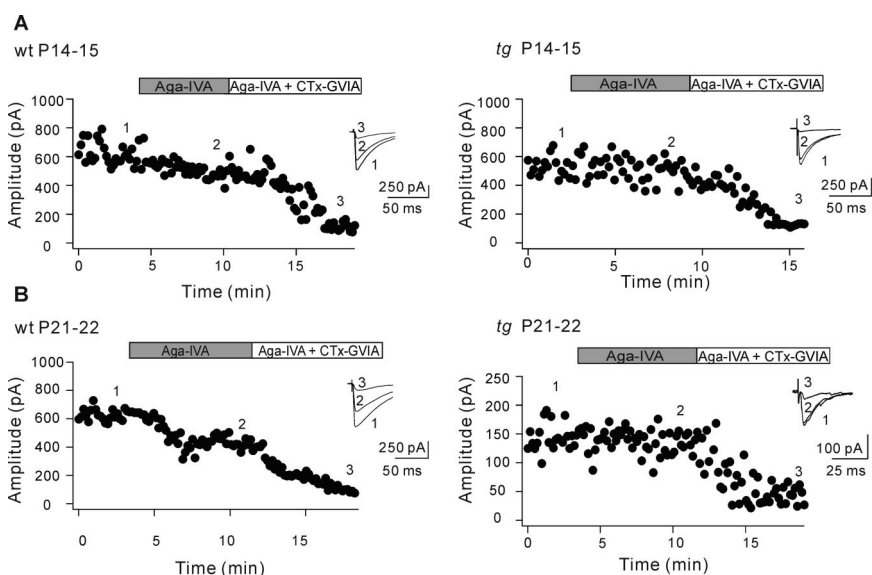 A
wt P14-15
Aga-IVA
Aga-IVA + CTx-GVIA
1000
800
600
400
200
0
Amplitude (pA)
1
2
3
3
2
1
250 pA
50 ms
0
5
10
15
Time (min)
tg P14-15
Aga-IVA
Aga-IVA + CTx-GVIA
1000
800
600
400
200
0
Amplitude (pA)
1
2
3
3
2
1
250 pA
50 ms
0
5
10
15
Time (min)
B
wt P21-22
Aga-IVA
Aga-IVA + CTx-GVIA
1000
800
600
400
200
0
Amplitude (pA)
1
2
3
3
2
1
250 pA
50 ms
0
5
10
15
Time (min)
tg P21-22
Aga-IVA
Aga-IVA + CTx-GVIA
250
200
150
100
50
0
Amplitude (pA)
1
2
3
3
2
1
100 pA
25 ms
0
5
10
15
Time (min)